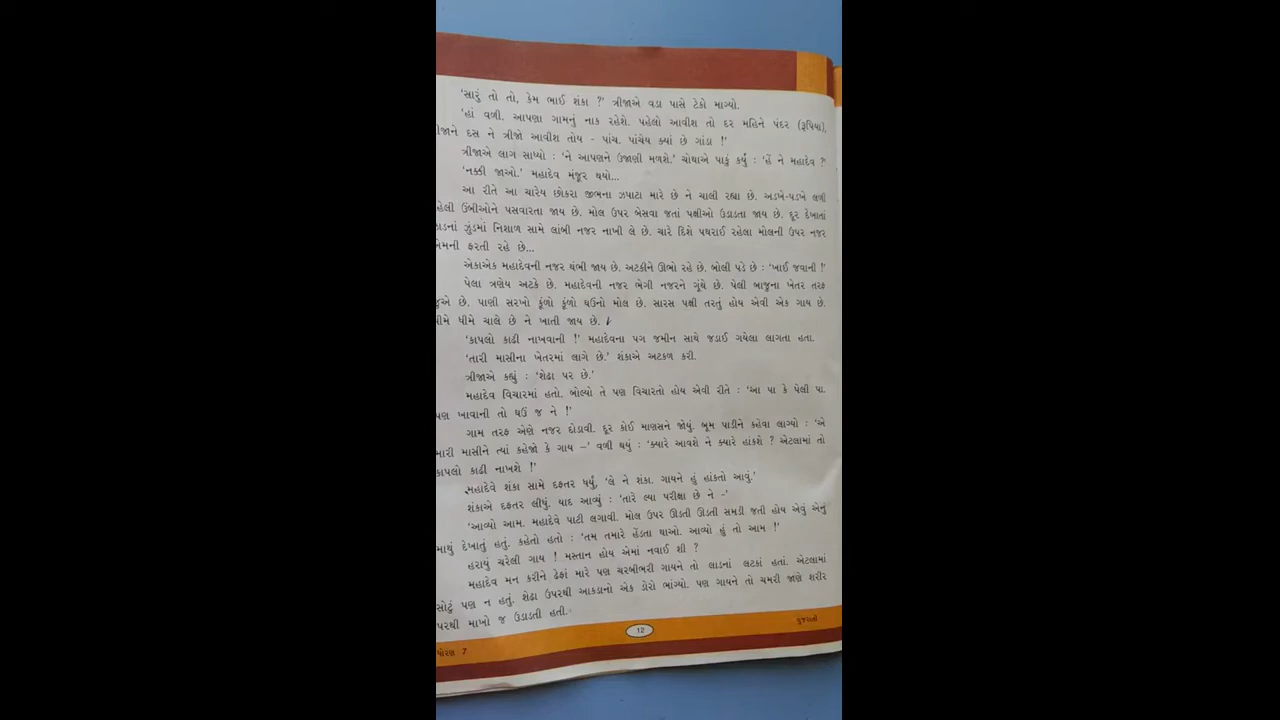 'સારું તો તો, કેમ ભાઈ શંકા ?' ત્રીજાએ વડા પાસે ટેકો માગ્યો.
'હાં વળી. આપણા ગામનું નાક રહેશે. પહેલો આવીશ તો દર મહિને પંદર (રૂપિયા),
ીજાને દસ ને ત્રીજો આવીશ તોય - પાંચ. પાંચેય ક્યાં છે ગાંડા !'
ત્રીજાએ લાગ સાધ્યો : 'ને આપણને ઉજાણી મળશે.' ચોથાએ પાકું કર્યું : 'હેં ને મહાદેવ ?'
'નક્કી જાઓ.' મહાદેવ મંજૂર થયો...
આ રીતે આ ચારેય છોકરા જીભના ઝપાટા મારે છે ને ચાલી રહ્યા છે. અડખે-પડખે લળી
હેલી ઉંબીઓને પસવારતા જાય છે. મોલ ઉપર બેસવા જતાં પક્ષીઓ ઉડાડતા જાય છે. દૂર દેખાતાં
ાડનાં ઝુંડમાં નિશાળ સામે લાંબી નજર નાખી લે છે. ચારે દિશે પથરાઈ રહેલા મોલની ઉપર નજર
એમની ફરતી રહે છે...
એકાએક મહાદેવની નજર થંભી જાય છે. અટકીને ઊભો રહે છે. બોલી પડે છે : 'ખાઈ જવાની !'
પેલા ત્રણેય અટકે છે. મહાદેવની નજર ભેગી નજરને ગૂંથે છે. પેલી બાજુના ખેતર તરફ
જુએ છે. પાણી સરખો કૂંળો કૂંળો ઘઉંનો મોલ છે. સારસ પક્ષી તરતું હોય એવી એક ગાય છે.
ધીમે ધીમે ચાલે છે ને ખાતી જાય છે.
'કાપલો કાઢી નાખવાની !' મહાદેવના પગ જમીન સાથે જડાઈ ગયેલા લાગતા હતા.
'તારી માસીના ખેતરમાં લાગે છે.' શંકાએ અટકળ કરી.
ત્રીજાએ કહ્યું : 'શેઢા પર છે.'
મહાદેવ વિચારમાં હતો. બોલ્યો તે પણ વિચારતો હોય એવી રીતે : 'આ પા કે પેલી પા.
પણ ખાવાની તો ઘઉં જ ને !'
ગામ તરફ એણે નજર દોડાવી. દૂર કોઈ માણસને જોયું. બૂમ પાડીને કહેવા લાગ્યો : 'એ
મારી માસીને ત્યાં કહેજો કે ગાય –' વળી થયું : 'ક્યારે આવશે ને ક્યારે હાંકશે ? એટલામાં તો
કાપલો કાઢી નાખશે !'
મહાદેવે શંકા સામે દફતર ધર્યું, 'લે ને શંકા. ગાયને હું હાંકતો આવું.'
શંકાએ દફતર લીધું. યાદ આવ્યું : 'તારે લ્યા પરીક્ષા છે ને –'
'આવ્યો આમ. મહાદેવે પાટી લગાવી. મોલ ઉપર ઊડતી ઊડતી સમડી જતી હોય એવું એનું
માથું દેખાતું હતું. કહેતો હતો : 'તમ તમારે હેંડતા થાઓ. આવ્યો હું તો આમ !'
હરાયું ચરેલી ગાય ! મસ્તાન હોય એમાં નવાઈ શી ?
મહાદેવ મન કરીને ઢેફાં મારે પણ ચરબીભરી ગાયને તો લાડનાં લટકાં હતાં. એટલામાં
સોટું પણ ન હતું. શેઢા ઉપરથી આકડાનો એક ડોરો ભાંગ્યો. પણ ગાયને તો ચમરી જાણે શરીર
પરથી માખો જ ઉડાડતી હતી.
ધોરણ 7
12
ગુજરાતી